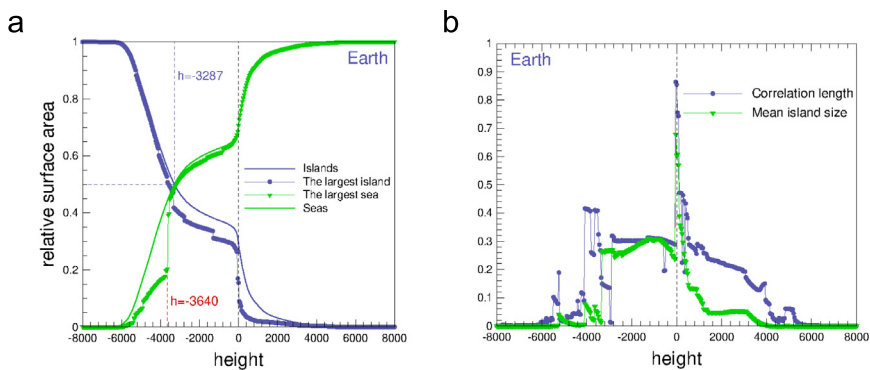 a
Earth
h=-3287
h=-3640
Islands
The largest island
The largest sea
Seas
relative surface area
1
0.8
0.6
0.4
0.2
0
-8000 -6000 -4000 -2000 0 2000 4000 6000 8000
height
b
Earth
Correlation length
Mean island size
1
0.9
0.8
0.7
0.6
0.5
0.4
0.3
0.2
0.1
0
-8000 -6000 -4000 -2000 0 2000 4000 6000 8000
height